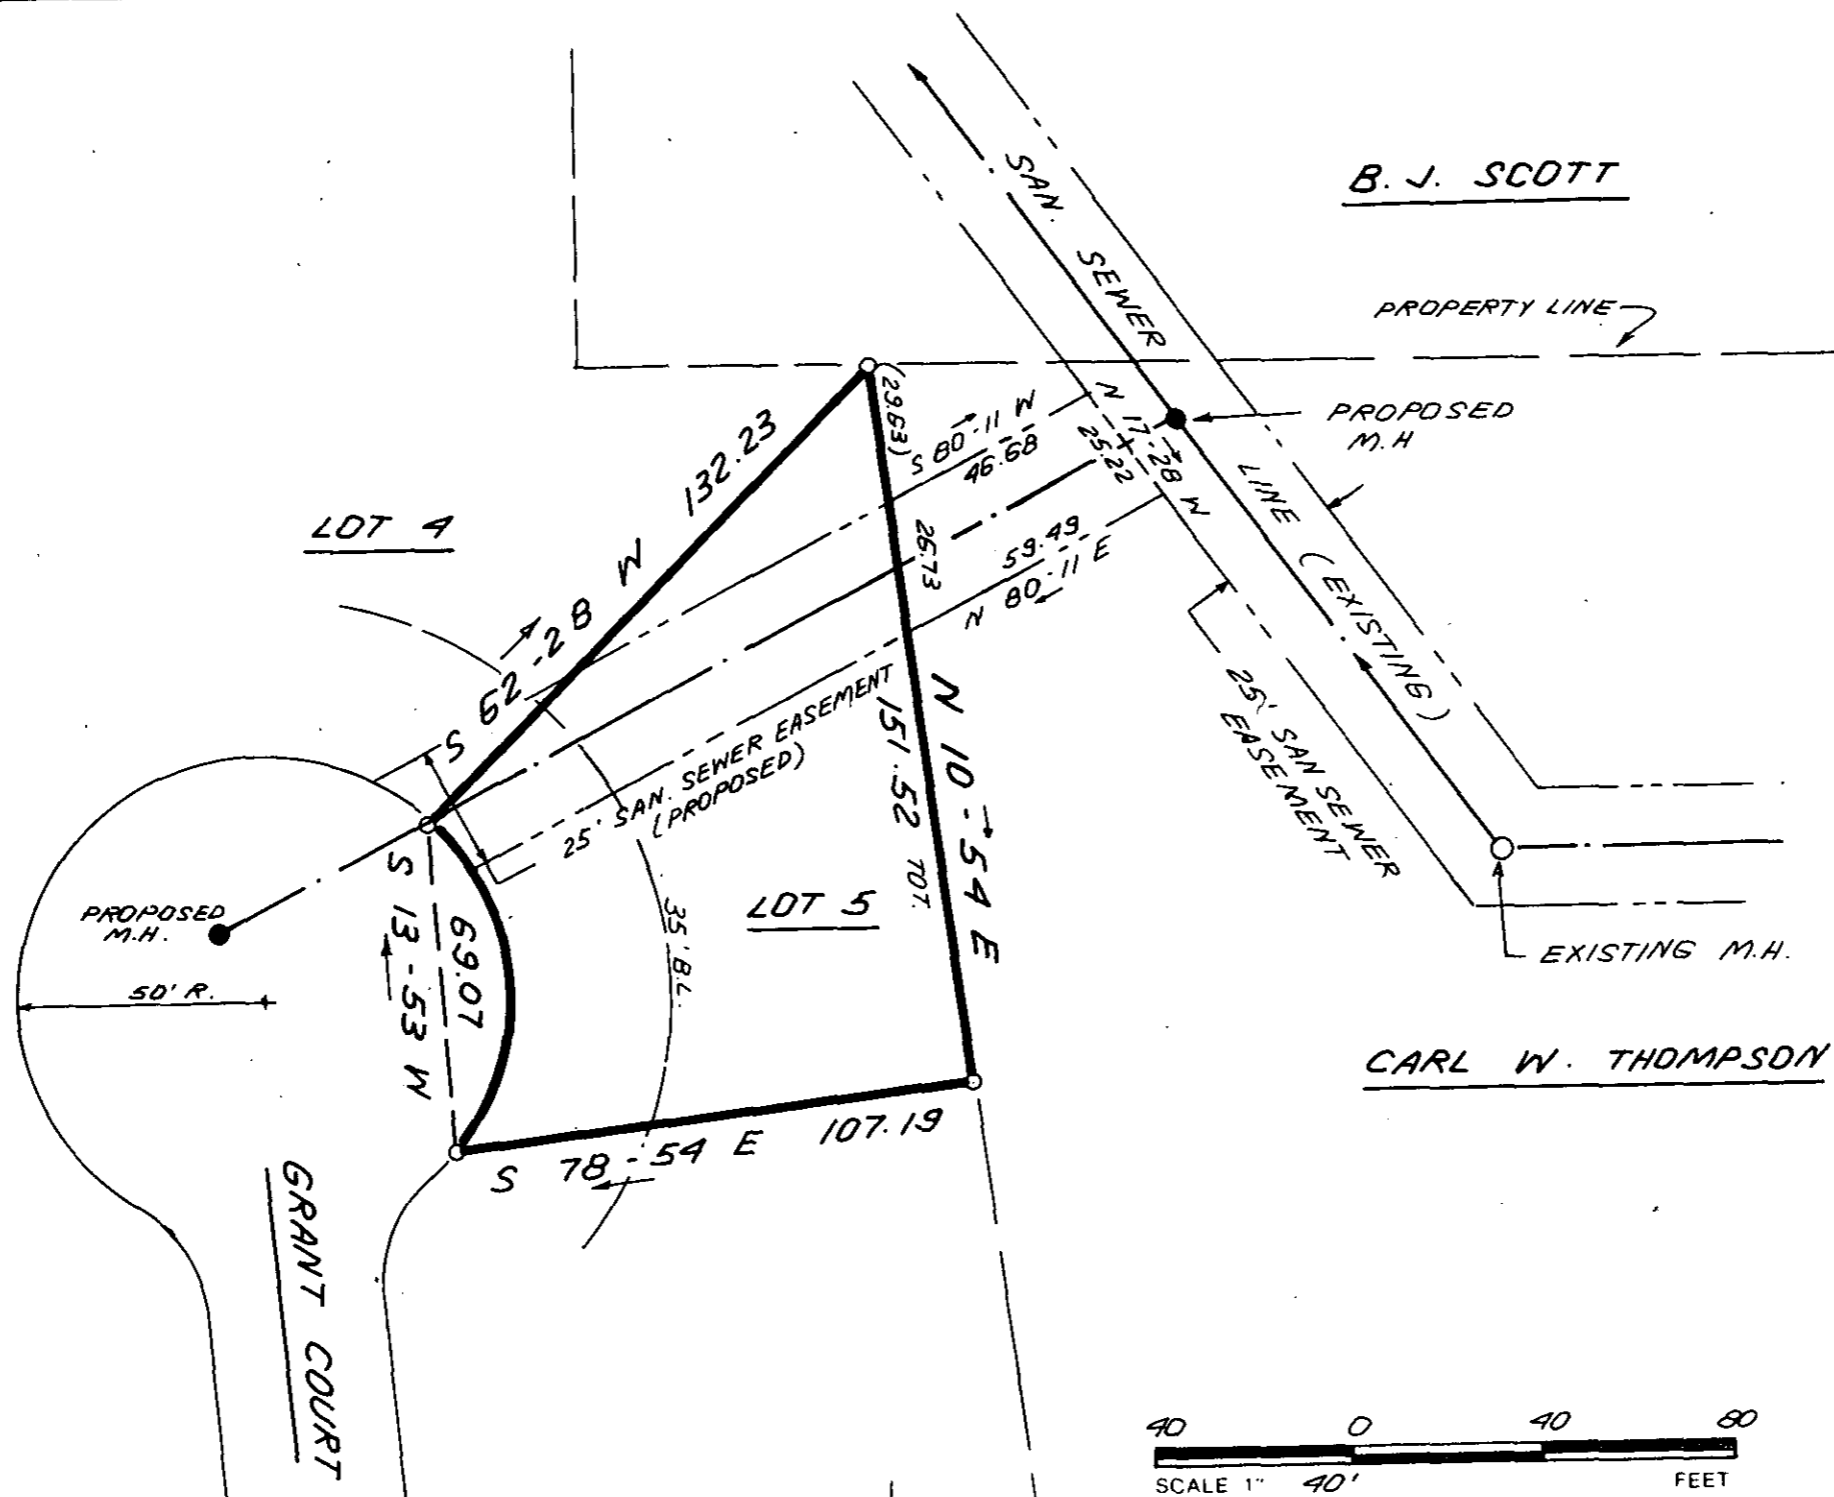 B. J. SCOTT
SAN. SEWER
PROPERTY LINE
PROPOSED
M.H
LINE (EXISTING)
(29.63)
S 80-11 W
46.68
N 17-28 W
25.22
132.23
S 62-28 W
LOT 4
26.73
59.49
N 80-11 E
25' SAN. SEWER EASEMENT
(PROPOSED)
N 10-54 E
151.52 TOT.
25' SAN SEWER
EASEMENT
PROPOSED
M.H.
S 13-53 W
69.07
LOT 5
35' B.L.
50' R.
EXISTING M.H.
CARL W. THOMPSON
S 78-54 E 107.19
GRANT COURT
40 0 40 80
SCALE 1" 40' FEET